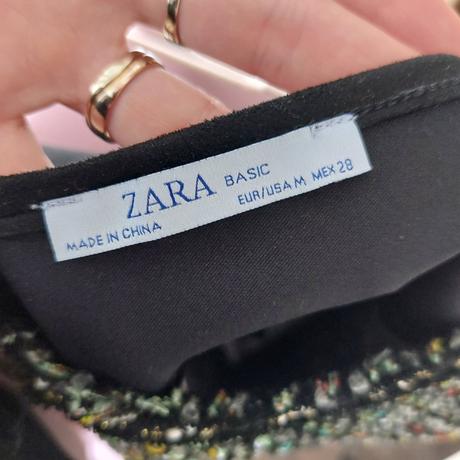 ZARA BASIC
MADE IN CHINA EUR/USA M MEX 28